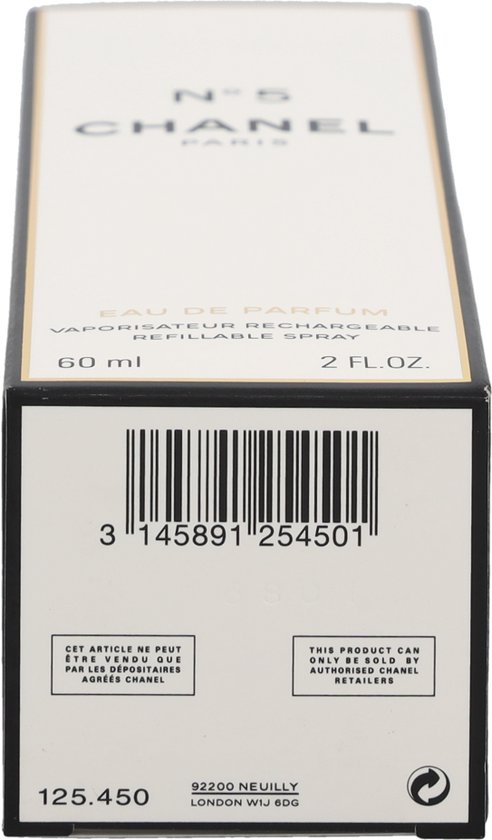 N° 5
CHANEL
PARIS
EAU DE PARFUM
VAPORISATEUR RECHARGEABLE
REFILLABLE SPRAY
60 ml 2 FL.OZ.
3 145891 254501
CET ARTICLE NE PEUT
ÊTRE VENDU QUE
PAR LES DÉPOSITAIRES
AGRÉÉS CHANEL
THIS PRODUCT CAN
ONLY BE SOLD BY
AUTHORISED CHANEL
RETAILERS
125.450
92200 NEUILLY
LONDON W1J 6DG